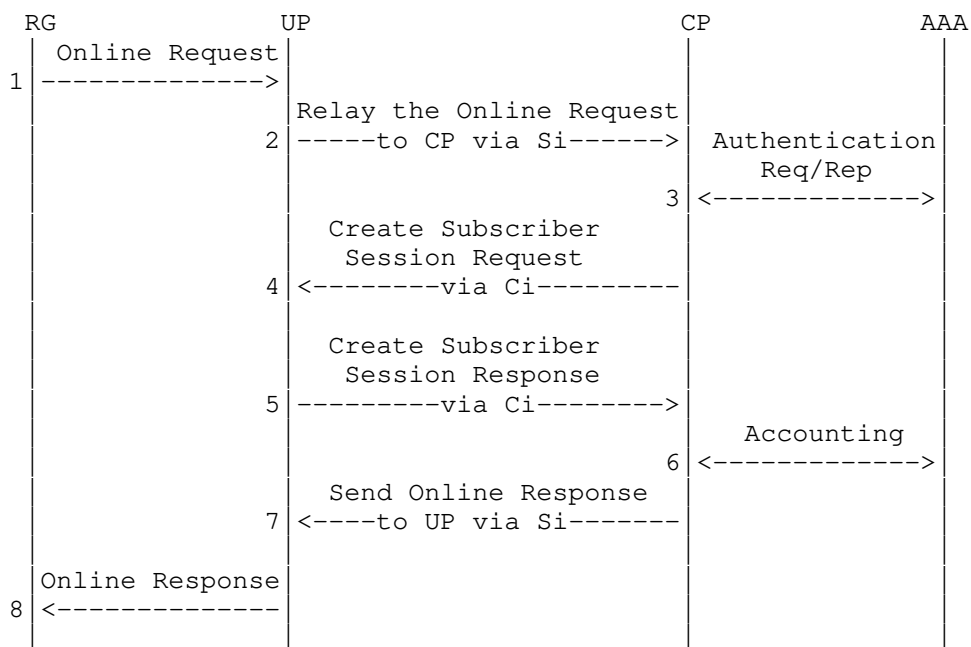 RG UP CP AAA
Online Request
1 -------------->
Relay the Online Request
2 -----to CP via Si------> Authentication
Req/Rep
3 <------------->
Create Subscriber
Session Request
4 <--------via Ci---------
Create Subscriber
Session Response
5 ---------via Ci-------->
Accounting
6 <------------->
Send Online Response
7 <----to UP via Si-------
Online Response
8 <--------------